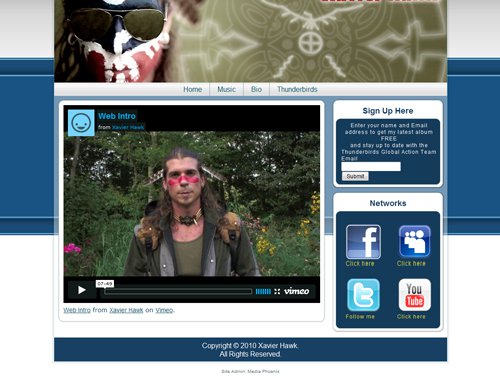 Home
Music
Bio
Thunderbirds
Web Intro
from Xavier Hawk
07:49
vimeo
Web Intro from Xavier Hawk on Vimeo.
Sign Up Here
Enter your name and Email
address to get my latest album
FREE
and stay up to date with the
Thunderbirds Global Action Team
Email
Submit
Networks
f
Click here
Click here
t
Follow me
You
Tube
Click here
Copyright © 2010 Xavier Hawk.
All Rights Reserved.
Site Admin: Media Phoenix